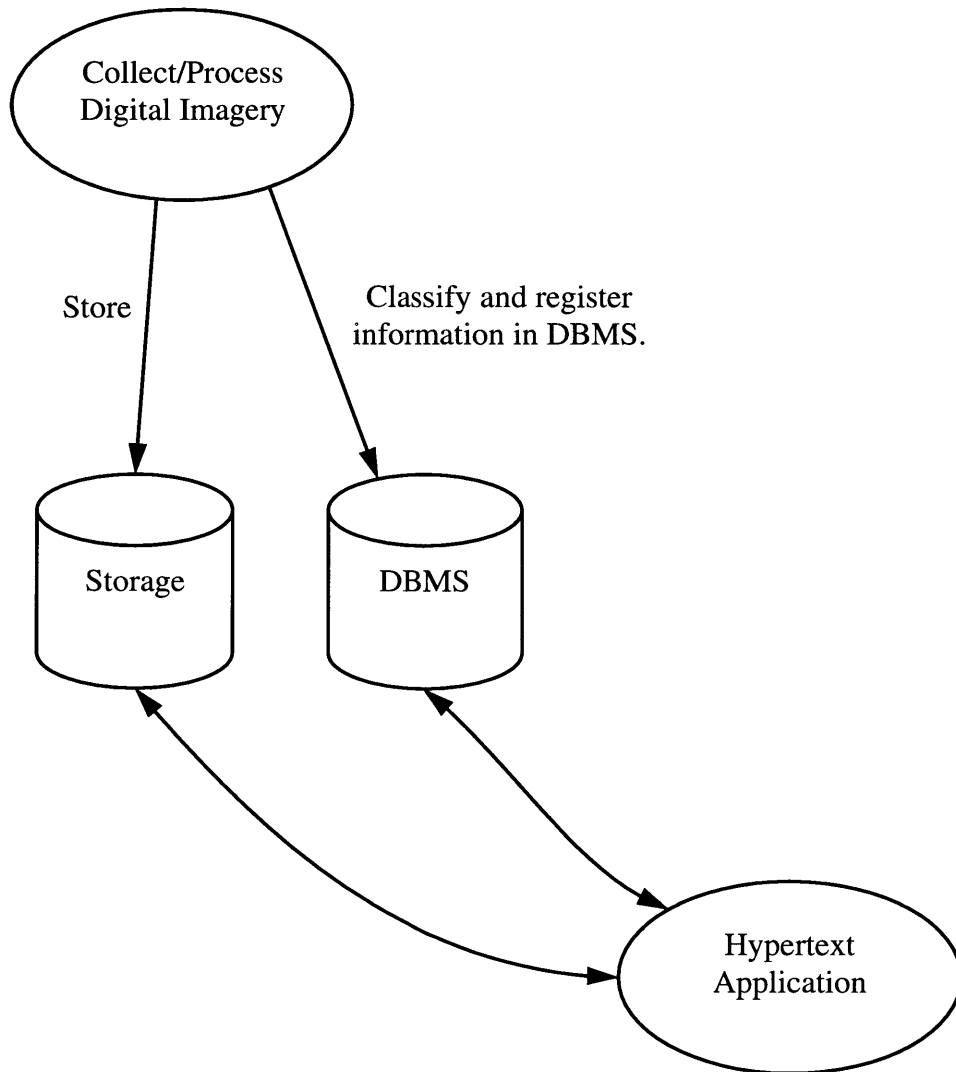 Collect/Process
Digital Imagery
Store
Classify and register
information in DBMS.
Storage
DBMS
Hypertext
Application